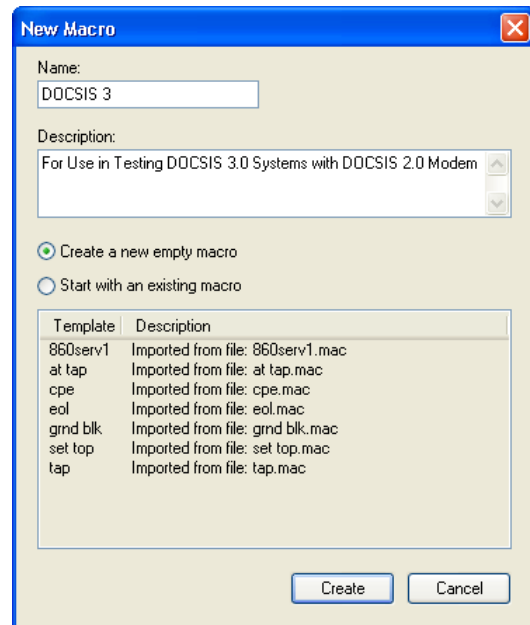 New Macro
Name:
DOCSIS 3
Description:
For Use in Testing DOCSIS 3.0 Systems with DOCSIS 2.0 Modem
Create a new empty macro
Start with an existing macro
Template Description
860serv1 Imported from file: 860serv1.mac
at tap Imported from file: at tap.mac
cpe Imported from file: cpe.mac
eol Imported from file: eol.mac
grnd blk Imported from file: grnd blk.mac
set top Imported from file: set top.mac
tap Imported from file: tap.mac
Create Cancel